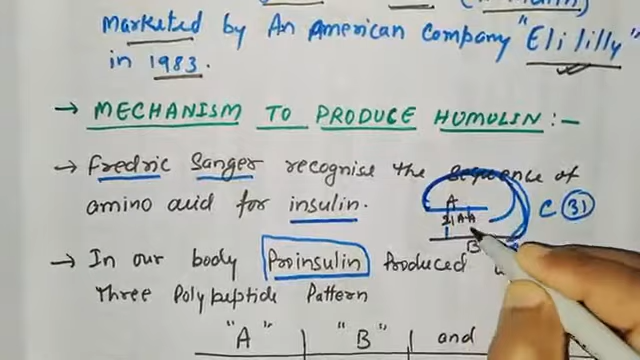 marketed by An American company "Eli lilly"
in 1983.
→ MECHANISM TO PRODUCE HUMULIN :-
→ Fredric Sanger recognise the sequence of
amino acid for insulin.
A
21 A·A
B
C 31
→ In our body Proinsulin Produced
Three Polypeptide Pattern
"A" | "B" | and